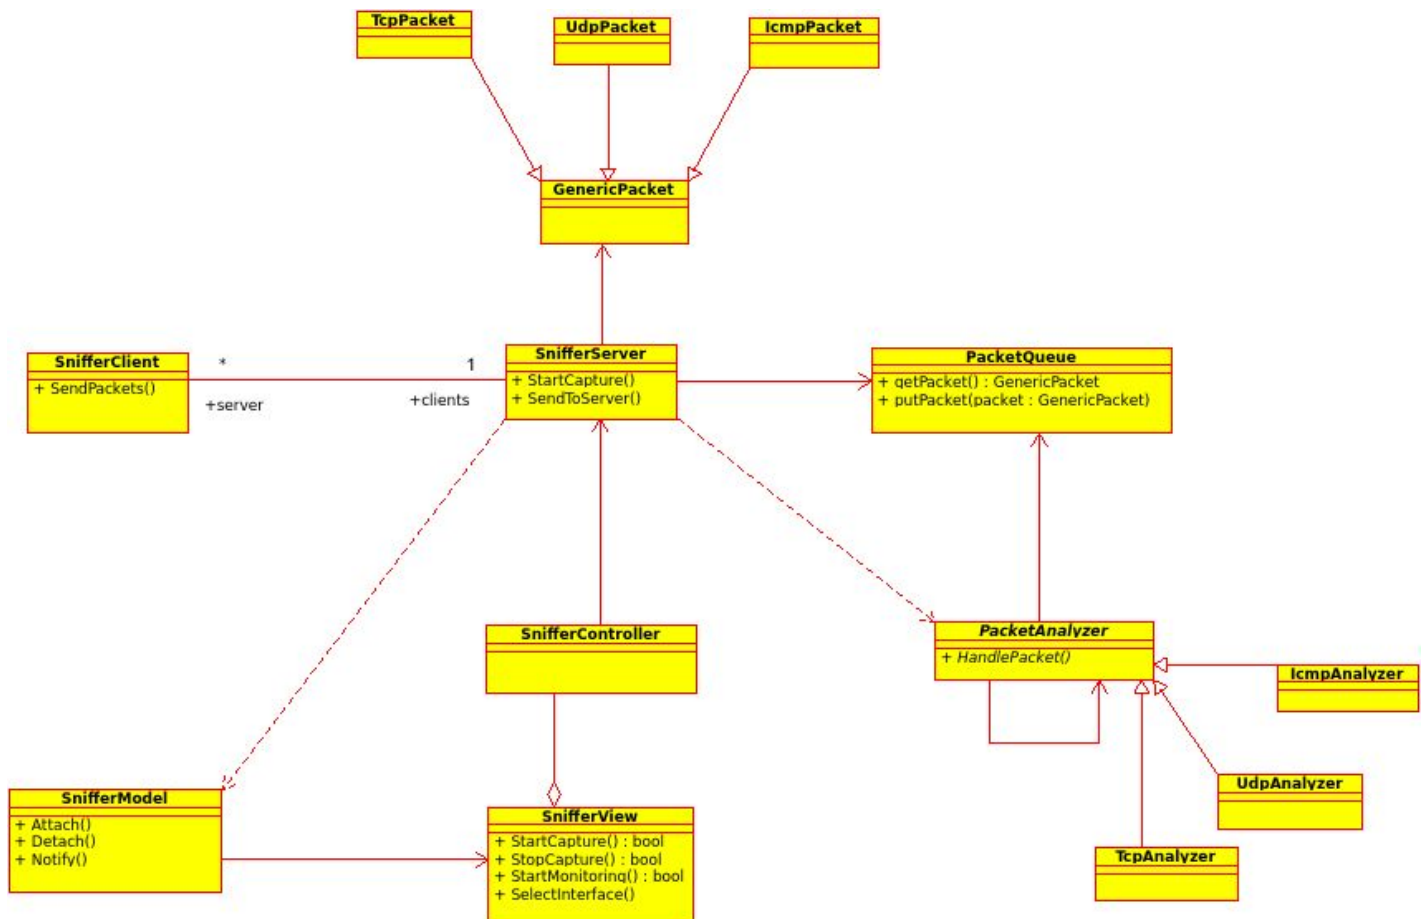 TcpPacket
UdpPacket
IcmpPacket
GenericPacket
SnifferClient
+ SendPackets()
*
1
+server
+clients
SnifferServer
+ StartCapture()
+ SendToServer()
PacketQueue
+ getPacket() : GenericPacket
+ putPacket(packet : GenericPacket)
SnifferController
PacketAnalyzer
+ HandlePacket()
IcmpAnalyzer
UdpAnalyzer
TcpAnalyzer
SnifferModel
+ Attach()
+ Detach()
+ Notify()
SnifferView
+ StartCapture() : bool
+ StopCapture() : bool
+ StartMonitoring() : bool
+ SelectInterface()